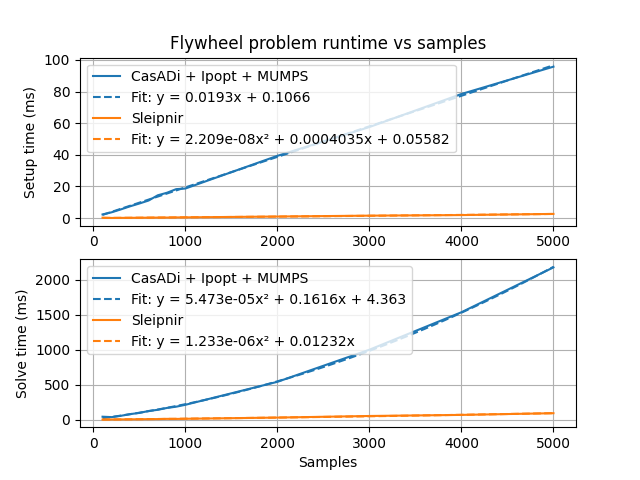 Flywheel problem runtime vs samples
Setup time (ms)
100
80
60
40
20
0
CasADi + Ipopt + MUMPS
Fit: y = 0.0193x + 0.1066
Sleipnir
Fit: y = 2.209e-08x² + 0.0004035x + 0.05582
0 1000 2000 3000 4000 5000
Solve time (ms)
2000
1500
1000
500
0
CasADi + Ipopt + MUMPS
Fit: y = 5.473e-05x² + 0.1616x + 4.363
Sleipnir
Fit: y = 1.233e-06x² + 0.01232x
0 1000 2000 3000 4000 5000
Samples